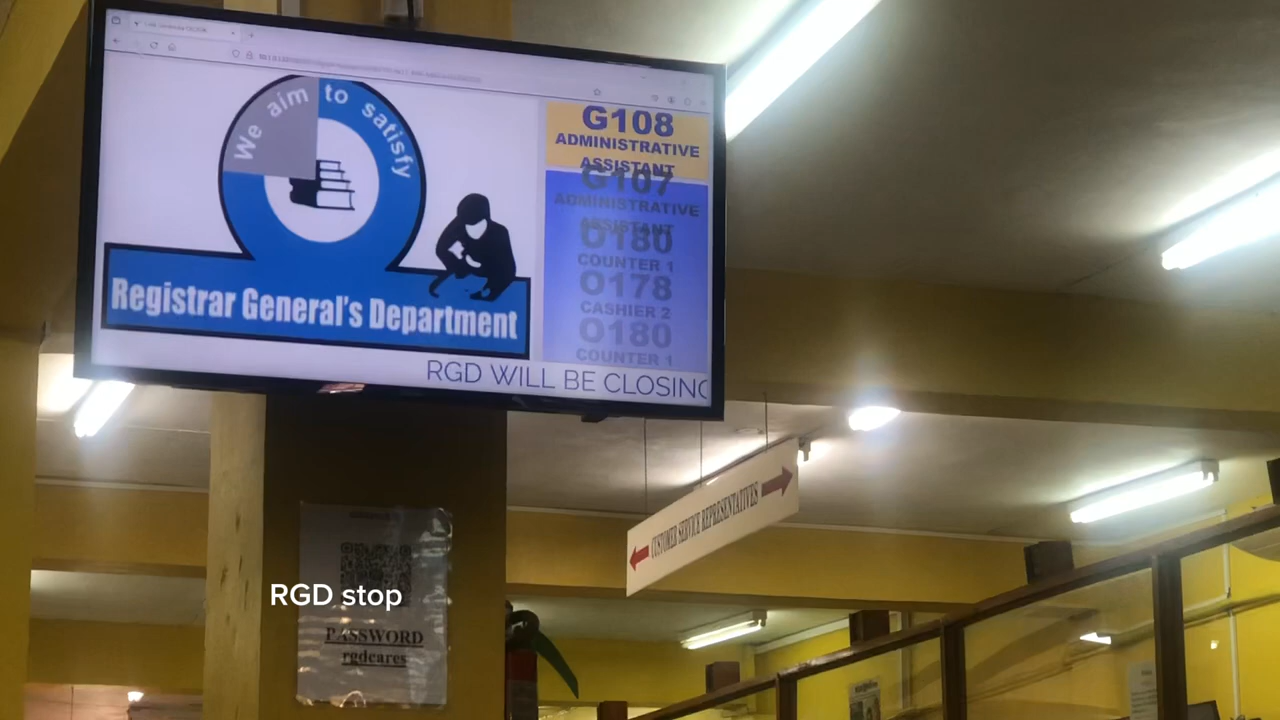 We aim to satisfy
Registrar General's Department
G108
ADMINISTRATIVE
ASSISTANT
G107
ADMINISTRATIVE
ASSISTANT
O180
COUNTER 1
O178
CASHIER 2
O180
COUNTER 1
RGD WILL BE CLOSING
CUSTOMER SERVICE REPRESENTATIVES
RGD stop
PASSWORD
rgdcares